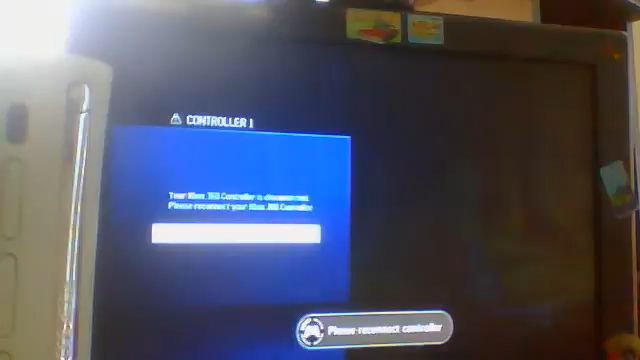 CONTROLLER 1
Your Xbox 360 Controller is disconnected.
Please reconnect your Xbox 360 Controller.
Please reconnect controller